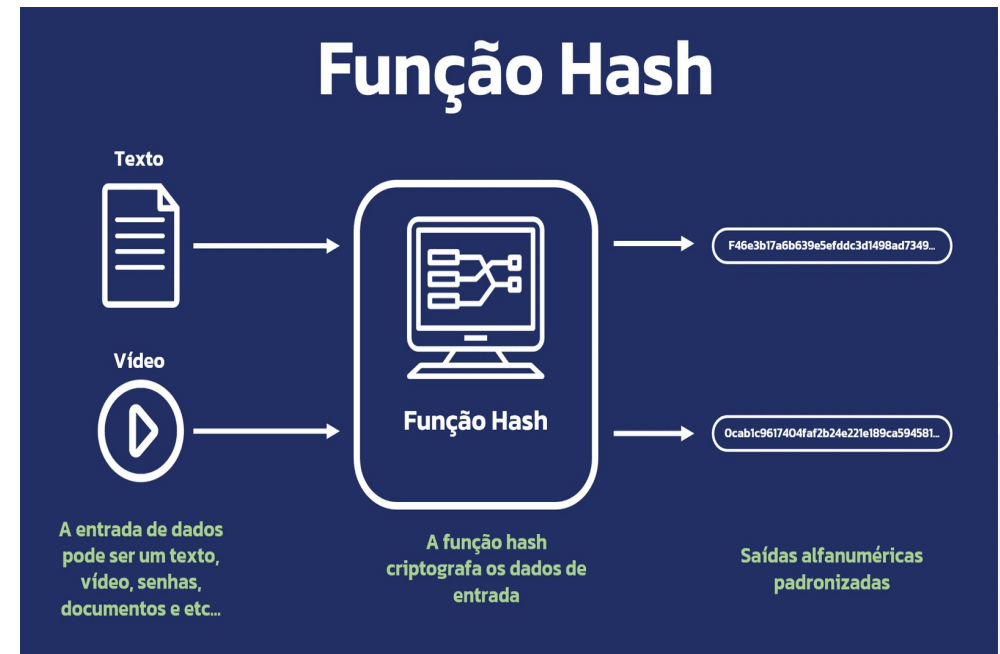 Função Hash
Texto
F46e3b17a6b639e5efddc3d1498ad7349...
Vídeo
Função Hash
0cab1c9617404faf2b24e221e189ca594581...
A entrada de dados
pode ser um texto,
vídeo, senhas,
documentos e etc...
A função hash
criptografa os dados de
entrada
Saídas alfanuméricas
padronizadas